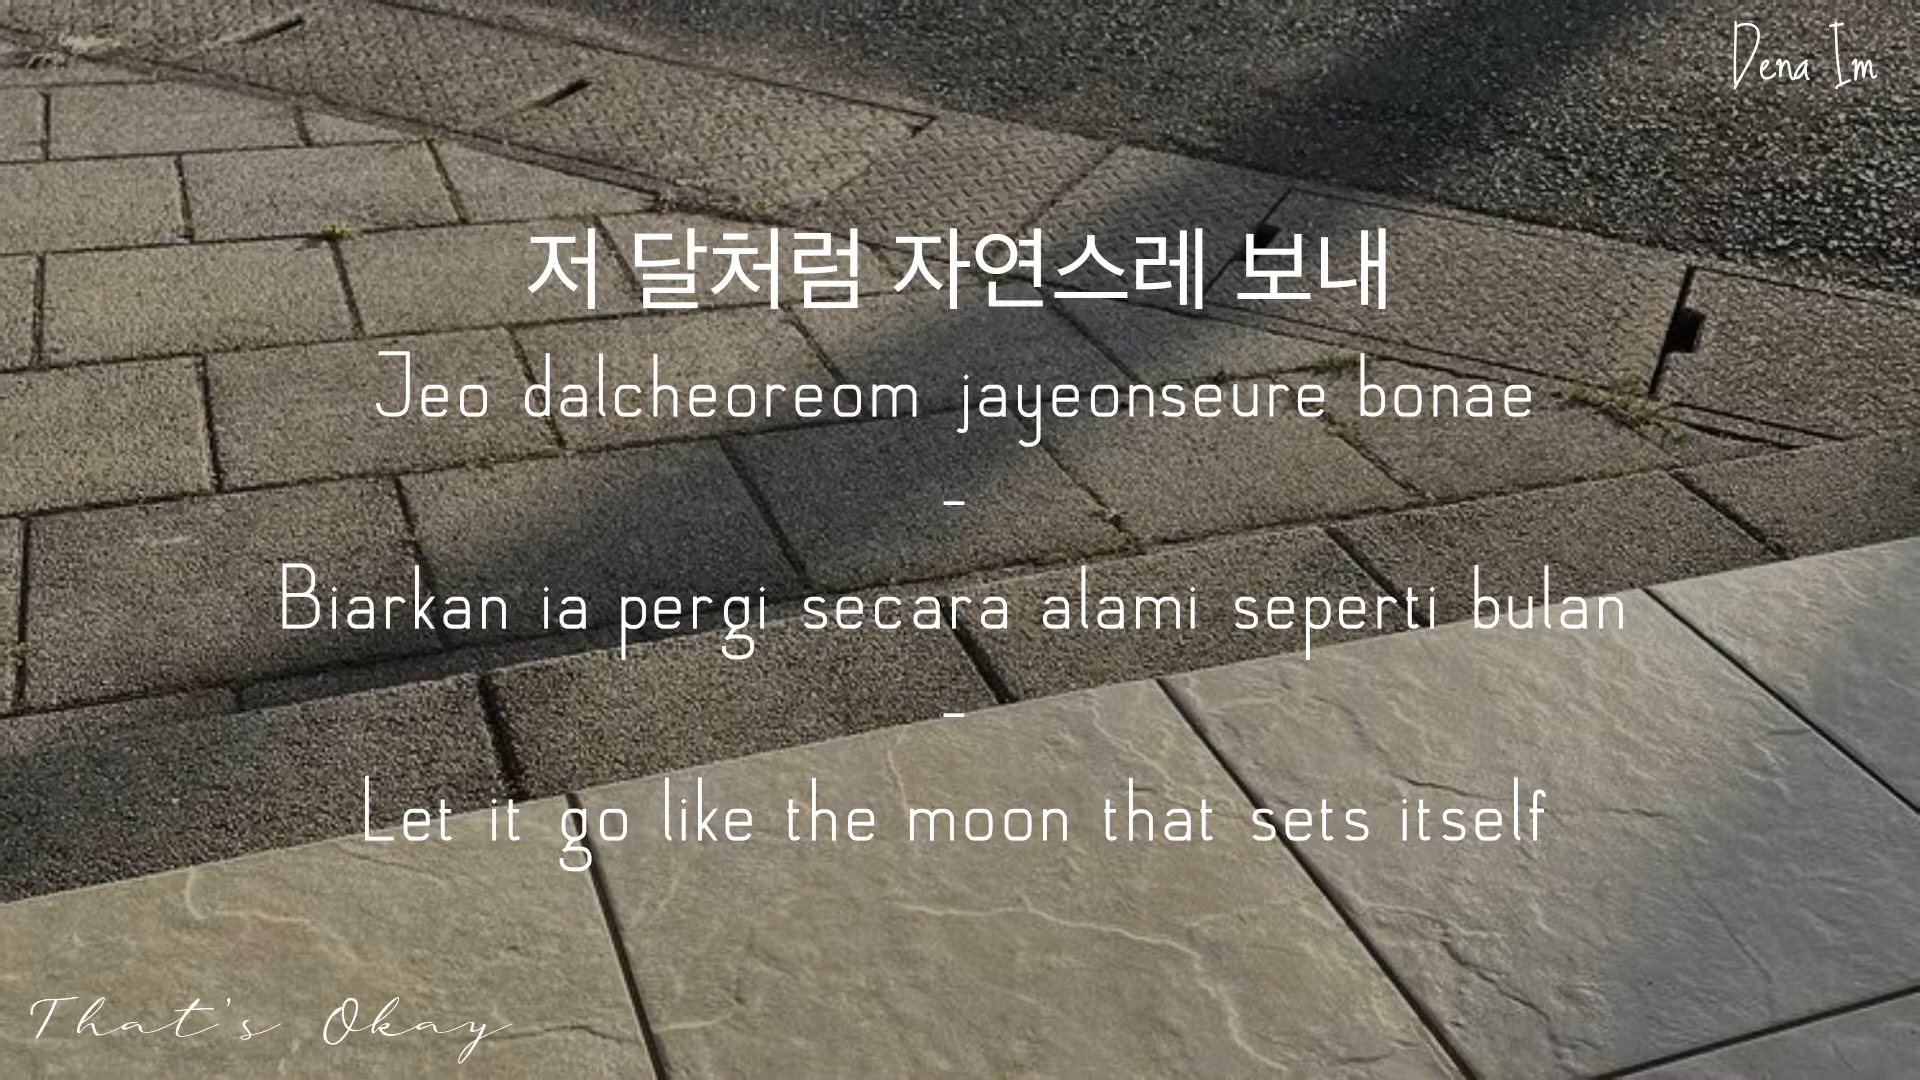 Dena Im
저 달처럼 자연스레 보내
Jeo dalcheoreom jayeonseure bonae
-
Biarkan ia pergi secara alami seperti bulan
-
Let it go like the moon that sets itself
That's Okay